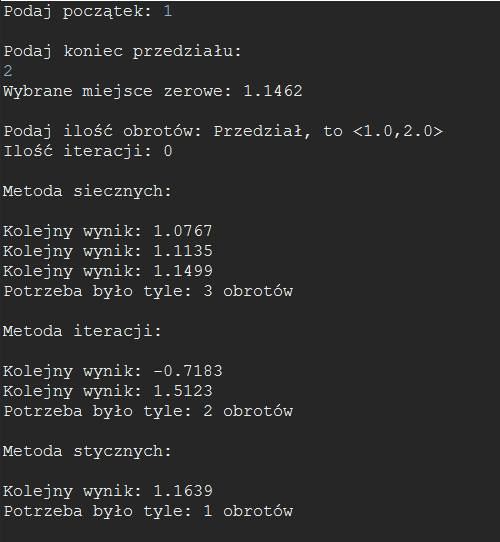 Podaj początek: 1
Podaj koniec przedziału:
2
Wybrane miejsce zerowe: 1.1462
Podaj ilość obrotów: Przedział, to <1.0,2.0>
Ilość iteracji: 0
Metoda siecznych:
Kolejny wynik: 1.0767
Kolejny wynik: 1.1135
Kolejny wynik: 1.1499
Potrzeba było tyle: 3 obrotów
Metoda iteracji:
Kolejny wynik: -0.7183
Kolejny wynik: 1.5123
Potrzeba było tyle: 2 obrotów
Metoda stycznych:
Kolejny wynik: 1.1639
Potrzeba było tyle: 1 obrotów